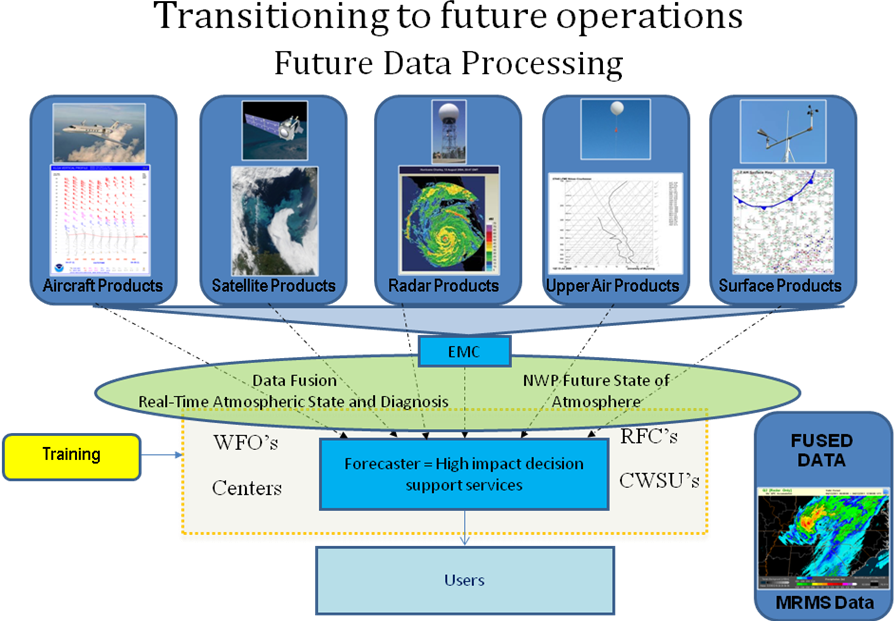 Transitioning to future operations
Future Data Processing
Aircraft Products
Satellite Products
Radar Products
Upper Air Products
Surface Products
EMC
Data Fusion
Real-Time Atmospheric State and Diagnosis
NWP Future State of
Atmosphere
Training
WFO's
Centers
Forecaster = High impact decision
support services
RFC's
CWSU's
Users
FUSED
DATA
MRMS Data